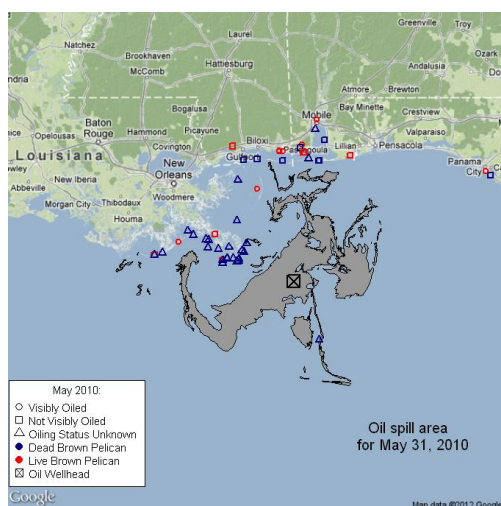 Natchez
Laurel
Greenville
Troy
Ozark
Brookhaven
McComb
Hattiesburg
Andalusia
Atmore
Brewton
Bay Minette
Bogalusa
Mobile
Crestview
Baton
Rouge
Opelousas
Hammond
Picayune
Covington
Biloxi
Gulfport
Pascagoula
Lillian
Pensacola
Valparaiso
Panama
City
Louisiana
Lafayette
New Iberia
Abbeville
New
Orleans
Woodmere
Thibodaux
Morgan City
Houma
May 2010:
Visibly Oiled
Not Visibly Oiled
Oiling Status Unknown
Dead Brown Pelican
Live Brown Pelican
Oil Wellhead
Oil spill area
for May 31, 2010
Google
Map data ©2012 Google